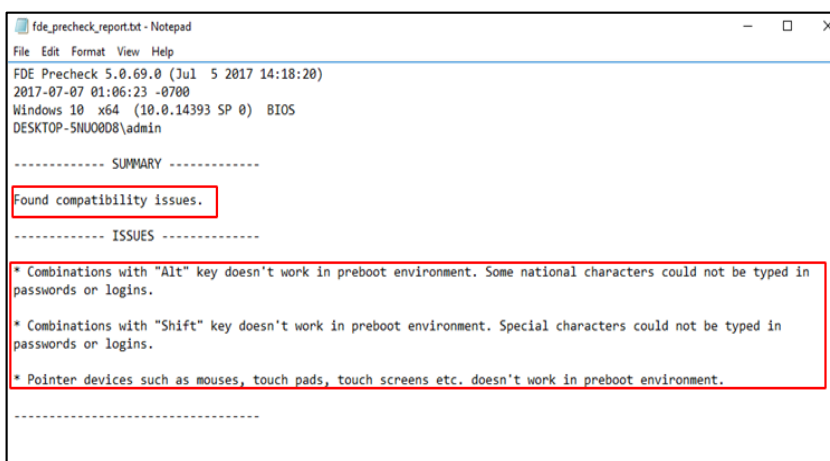 fde_precheck_report.txt - Notepad
File Edit Format View Help
FDE Precheck 5.0.69.0 (Jul  5 2017 14:18:20)
2017-07-07 01:06:23 -0700
Windows 10  x64  (10.0.14393 SP 0)  BIOS
DESKTOP-5NUO0D8\admin
------------- SUMMARY -------------
Found compatibility issues.
------------- ISSUES --------------
* Combinations with "Alt" key doesn't work in preboot environment. Some national characters could not be typed in
passwords or logins.
* Combinations with "Shift" key doesn't work in preboot environment. Special characters could not be typed in
passwords or logins.
* Pointer devices such as mouses, touch pads, touch screens etc. doesn't work in preboot environment.
-----------------------------------